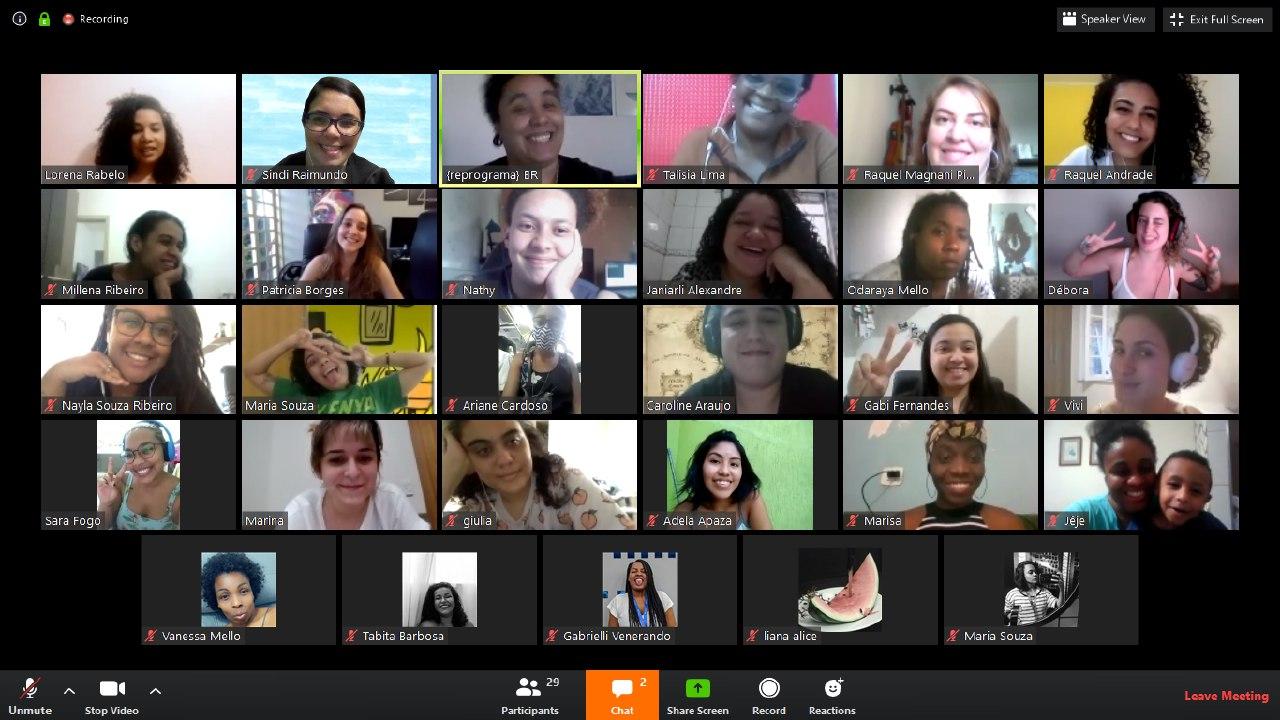 Recording
Speaker View
Exit Full Screen
Lorena Rabelo
Sindi Raimundo
{reprograma} BR
Talisia Lima
Raquel Magnani Pi...
Raquel Andrade
Millena Ribeiro
Patricia Borges
Nathy
Janiarli Alexandre
Odaraya Mello
Débora
Nayla Souza Ribeiro
Maria Souza
Ariane Cardoso
Caroline Araujo
Gabi Fernandes
Vivi
Sara Fogo
Marina
giulia
Adela Apaza
Marisa
Jêje
Vanessa Mello
Tabita Barbosa
Gabrielli Venerando
liana alice
Maria Souza
Unmute
Stop Video
29
Participants
2
Chat
Share Screen
Record
Reactions
Leave Meeting